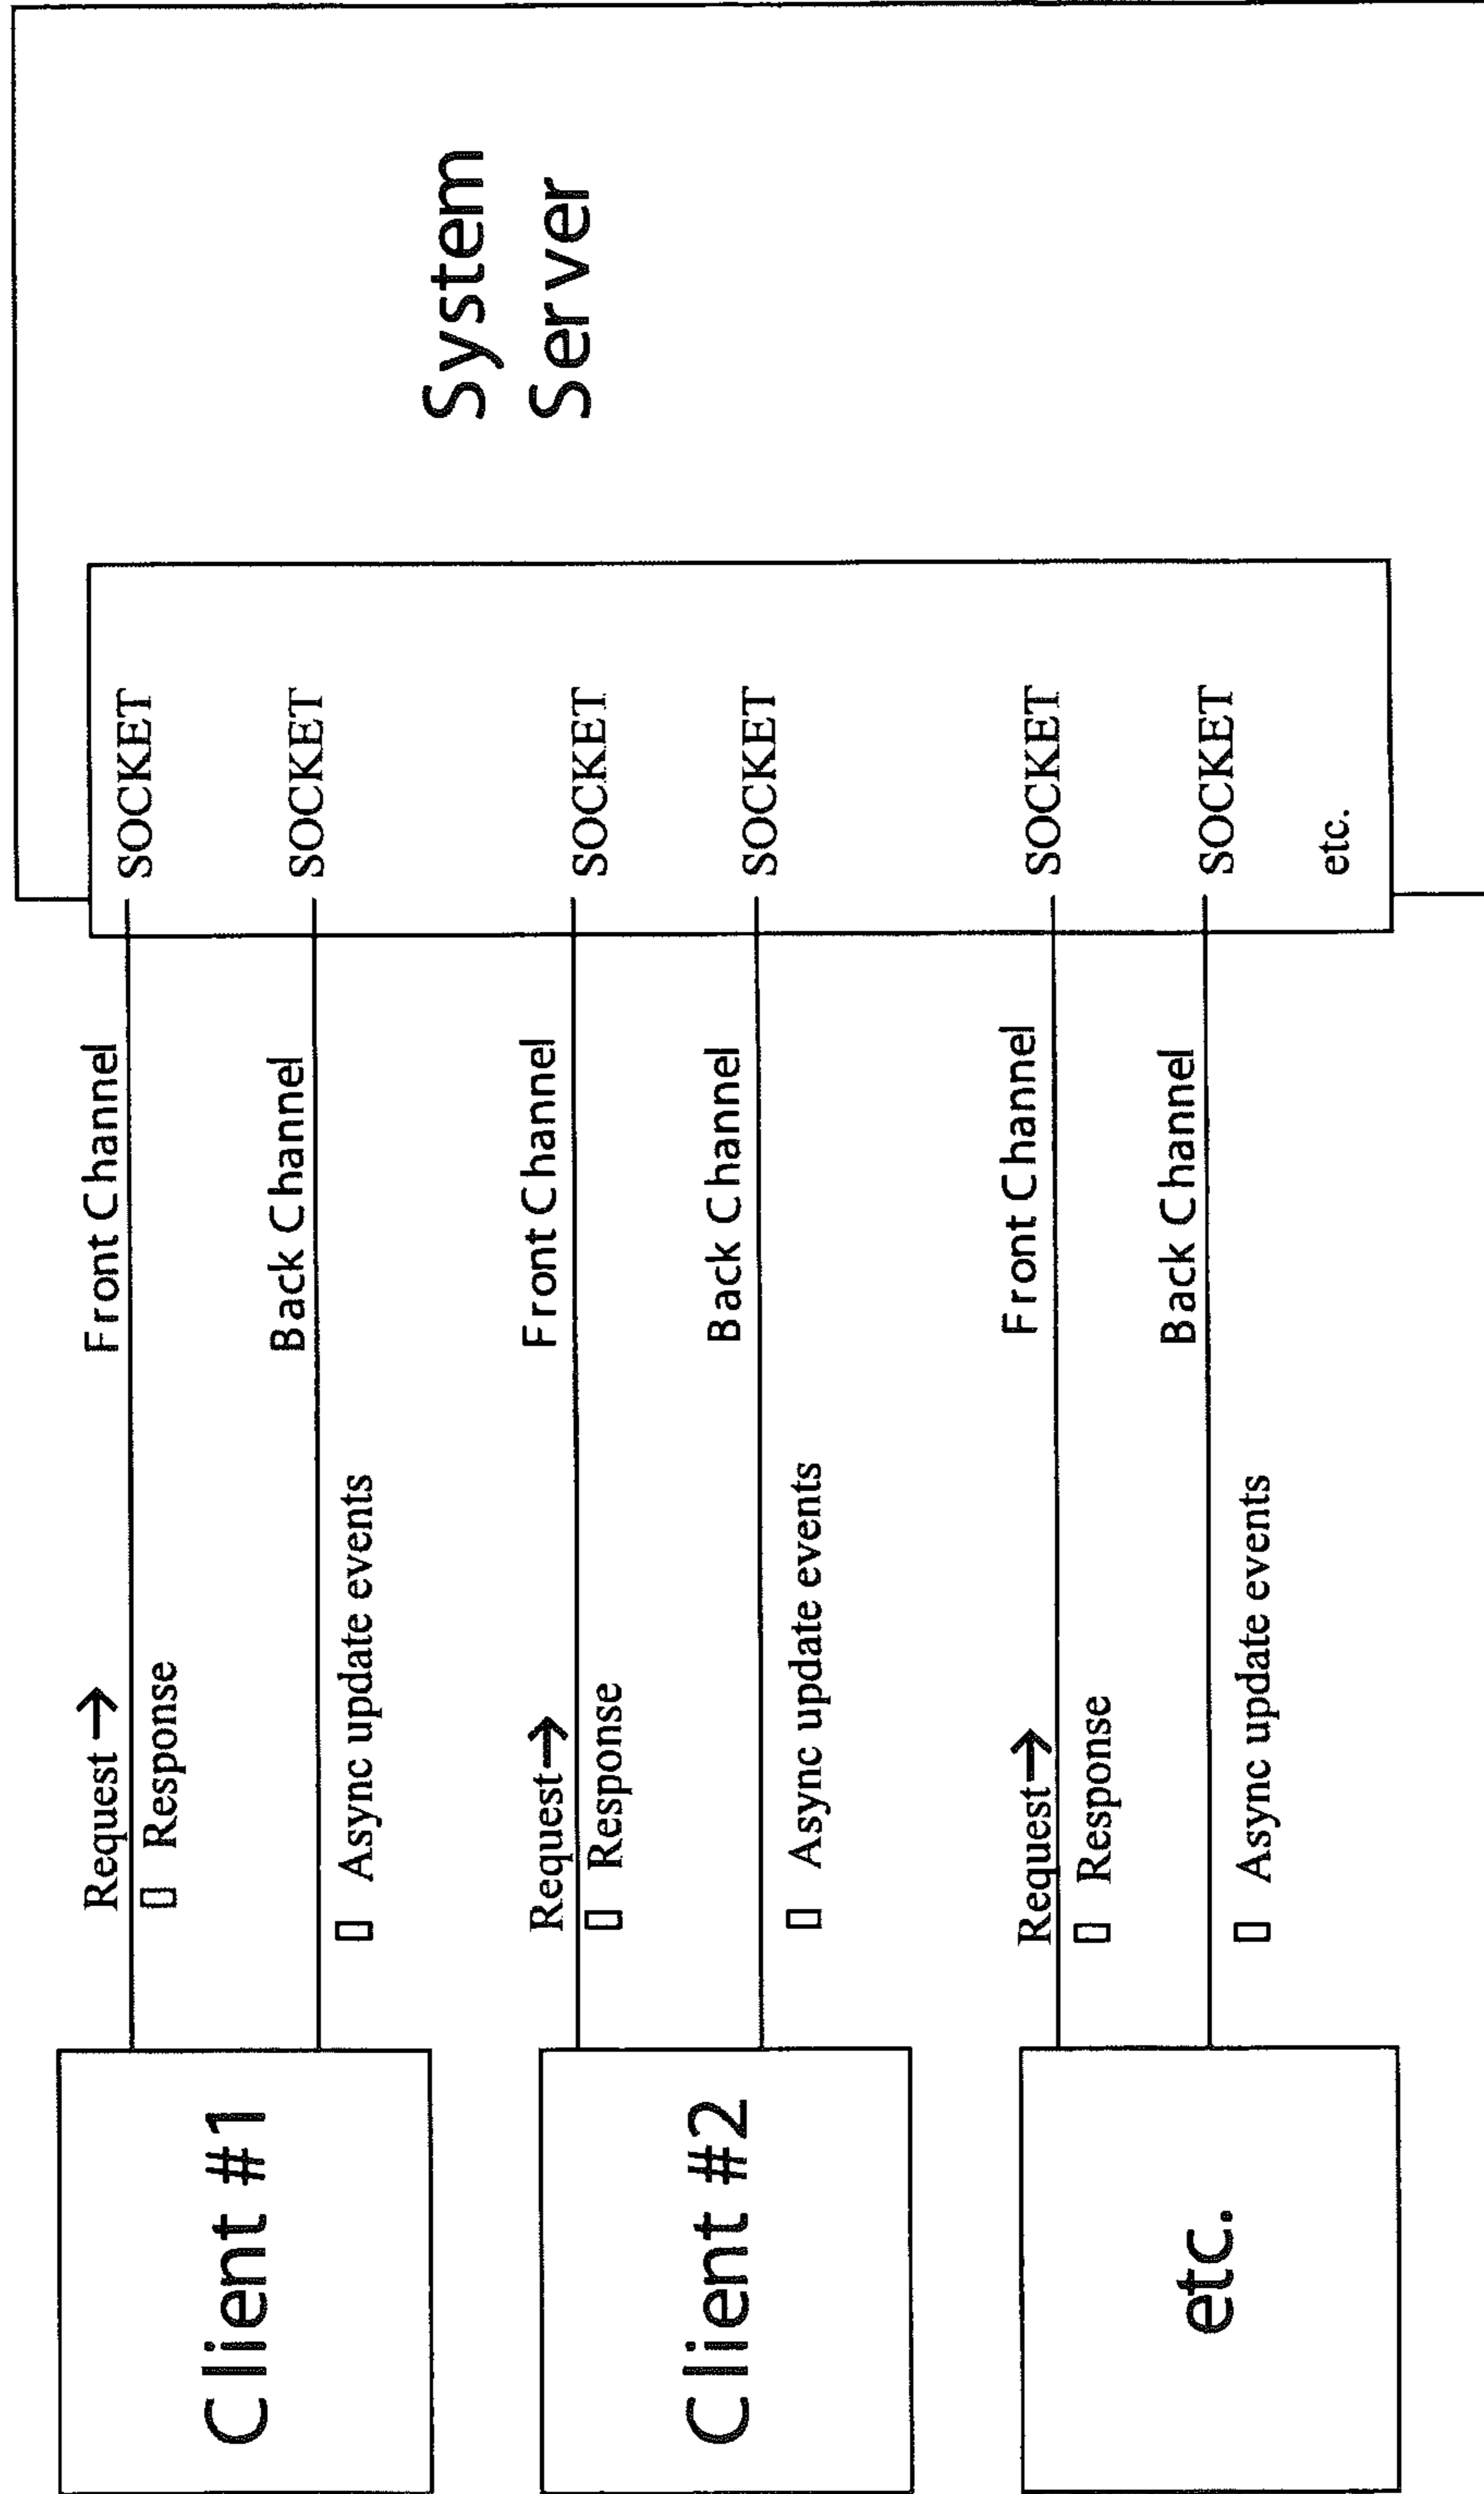 Client #1
Request →
▯ Response
Front Channel
SOCKET
▯ Async update events
Back Channel
SOCKET
System
Server
Client #2
Request→
▯ Response
Front Channel
SOCKET
▯ Async update events
Back Channel
SOCKET
etc.
Request→
▯ Response
Front Channel
SOCKET
▯ Async update events
Back Channel
SOCKET
etc.